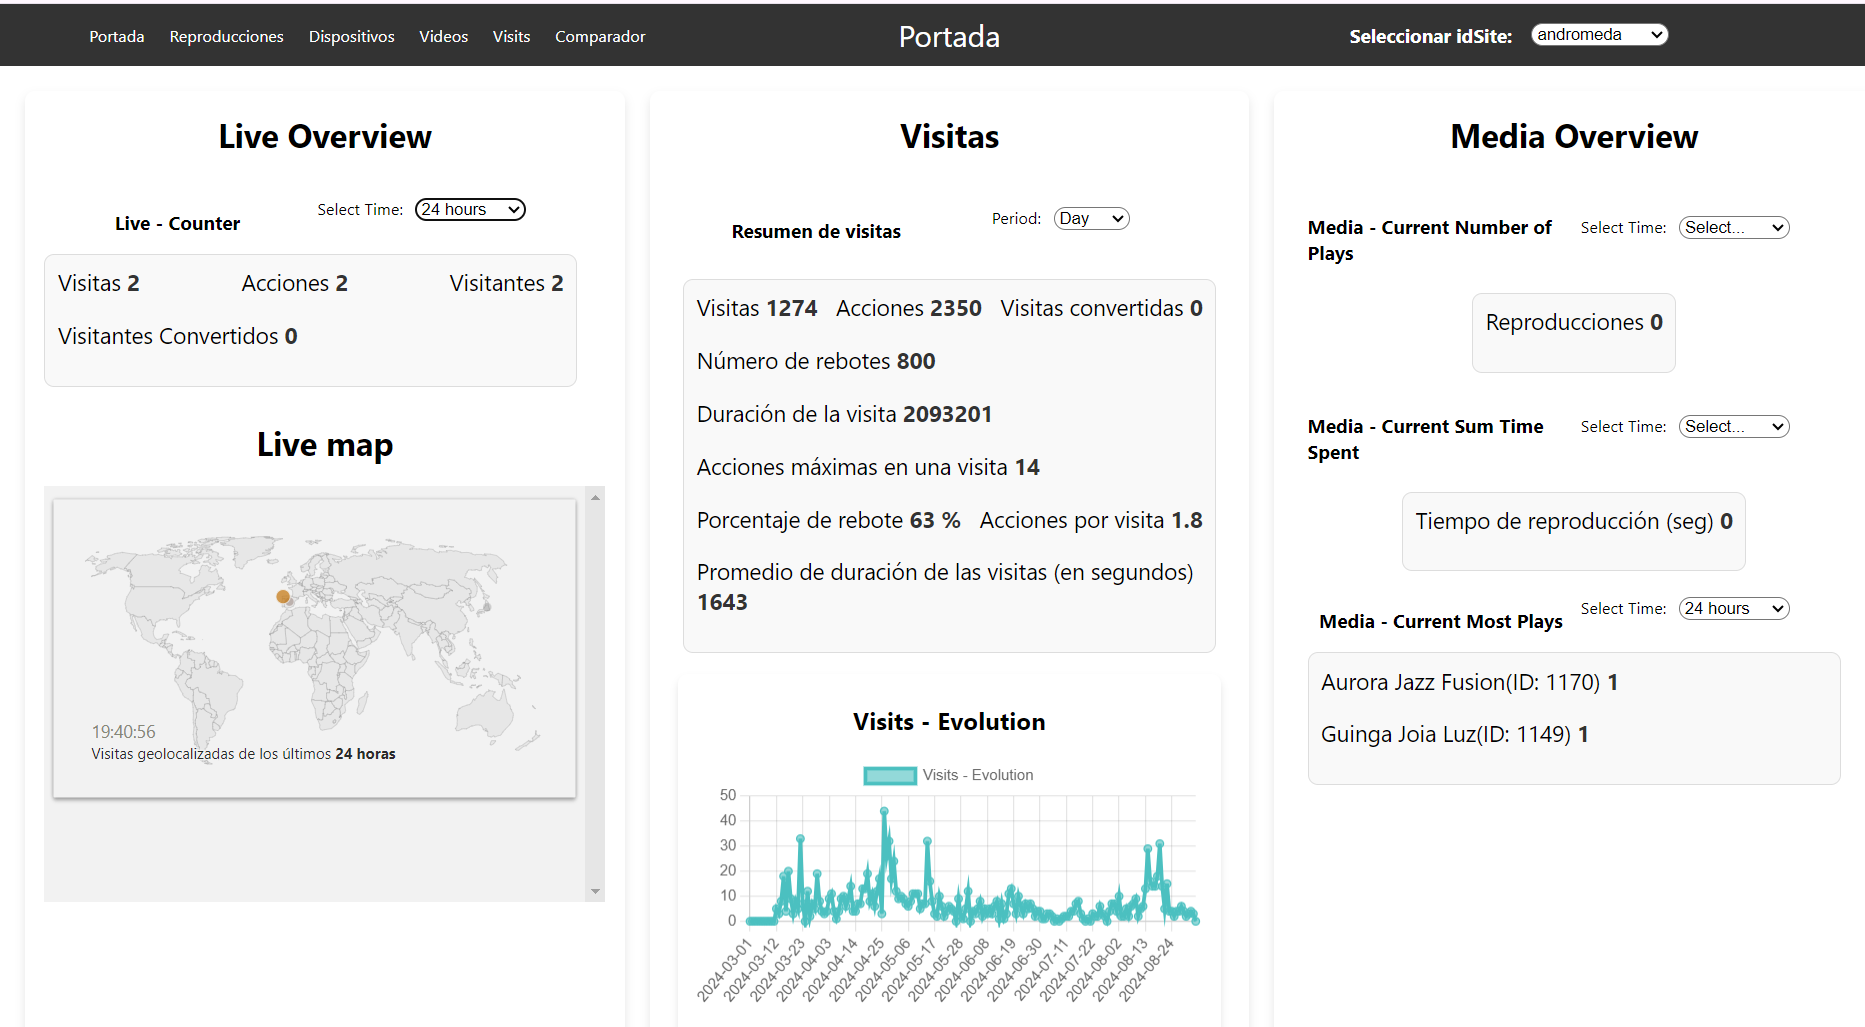 Portada Reproducciones Dispositivos Videos Visits Comparador
Portada
Seleccionar idSite: andromeda
Live Overview
Live - Counter
Select Time: 24 hours
Visitas 2 Acciones 2 Visitantes 2
Visitantes Convertidos 0
Live map
19:40:56
Visitas geolocalizadas de los últimos 24 horas
Visitas
Resumen de visitas
Period: Day
Visitas 1274 Acciones 2350 Visitas convertidas 0
Número de rebotes 800
Duración de la visita 2093201
Acciones máximas en una visita 14
Porcentaje de rebote 63 % Acciones por visita 1.8
Promedio de duración de las visitas (en segundos)
1643
Visits - Evolution
Visits - Evolution
50
40
30
20
10
0
2024-03-01
2024-03-12
2024-03-23
2024-04-03
2024-04-14
2024-04-25
2024-05-06
2024-05-17
2024-05-28
2024-06-08
2024-06-19
2024-06-30
2024-07-11
2024-07-22
2024-08-02
2024-08-13
2024-08-24
Media Overview
Media - Current Number of
Plays
Select Time: Select...
Reproducciones 0
Media - Current Sum Time
Spent
Select Time: Select...
Tiempo de reproducción (seg) 0
Media - Current Most Plays
Select Time: 24 hours
Aurora Jazz Fusion(ID: 1170) 1
Guinga Joia Luz(ID: 1149) 1